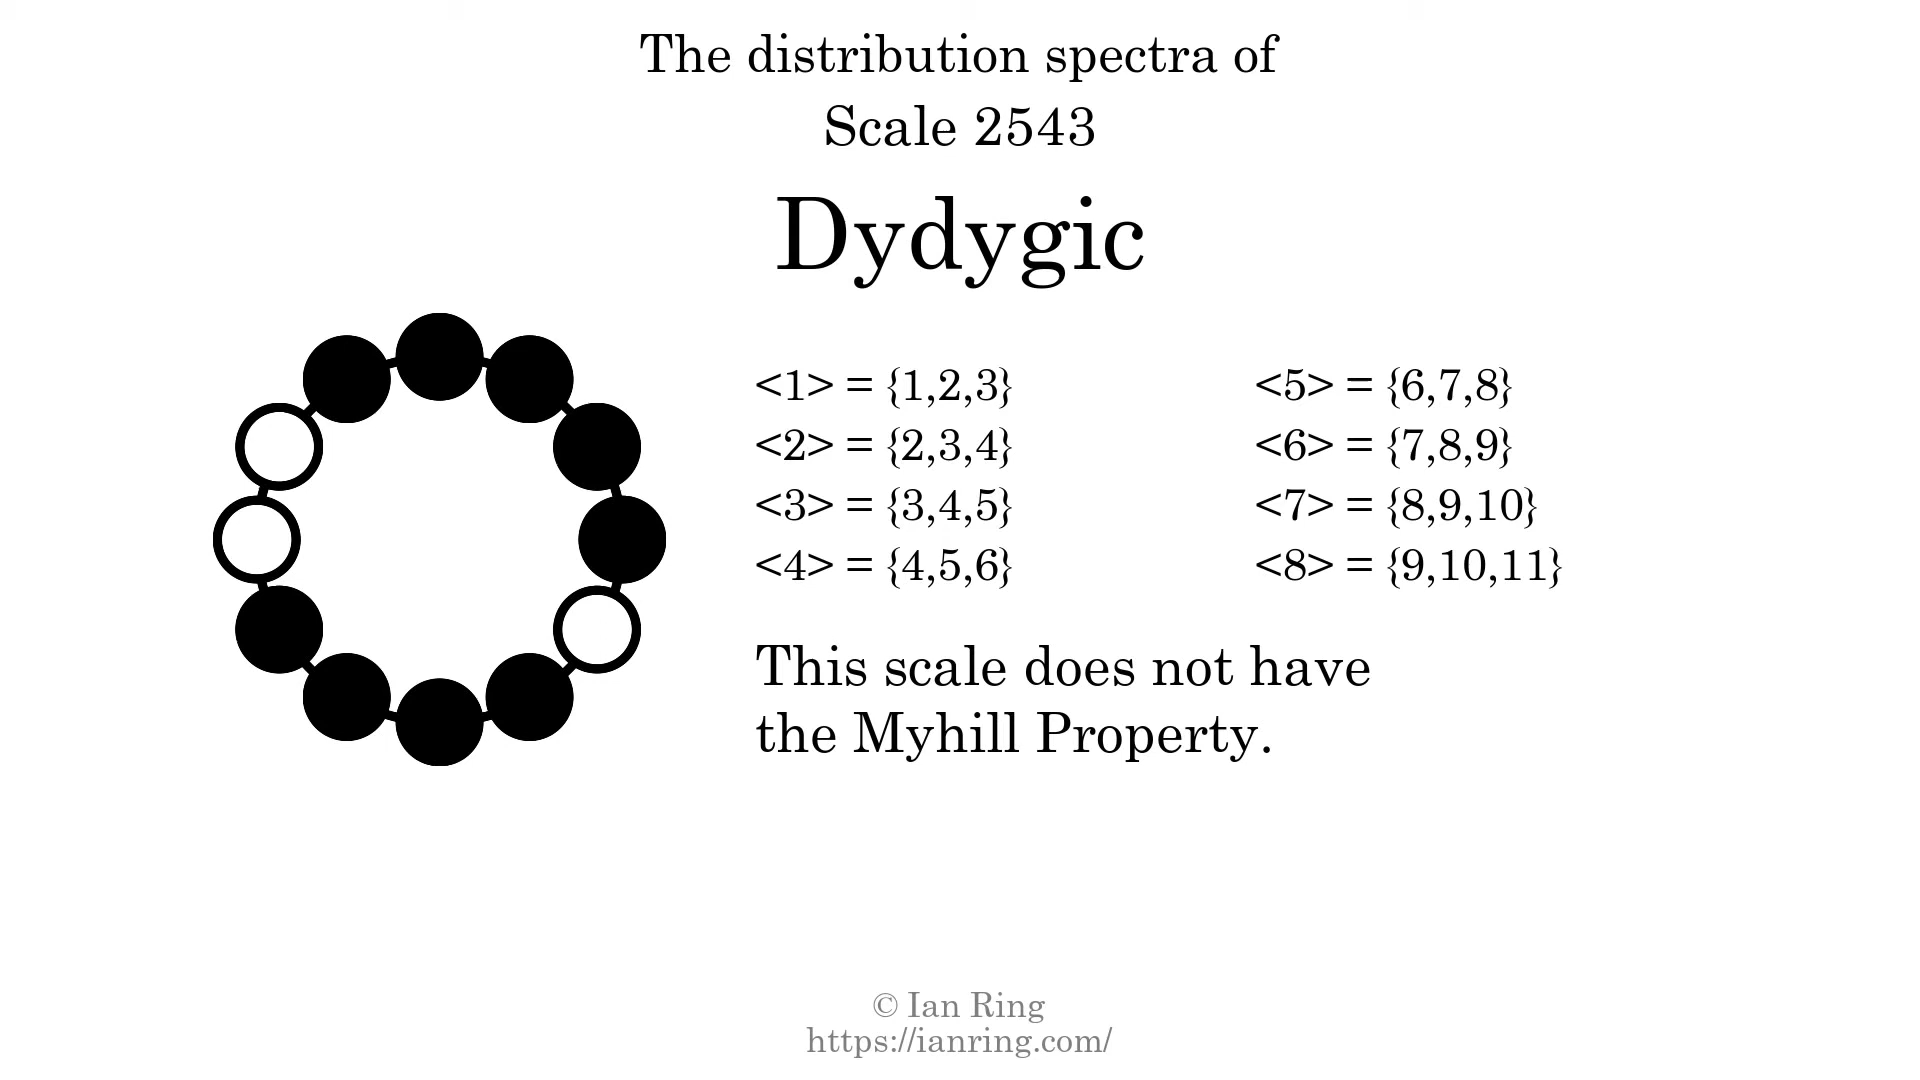 The distribution spectra of
Scale 2543
Dydygic
<1> = {1,2,3}
<2> = {2,3,4}
<3> = {3,4,5}
<4> = {4,5,6}
<5> = {6,7,8}
<6> = {7,8,9}
<7> = {8,9,10}
<8> = {9,10,11}
This scale does not have
the Myhill Property.
© Ian Ring
https://ianring.com/